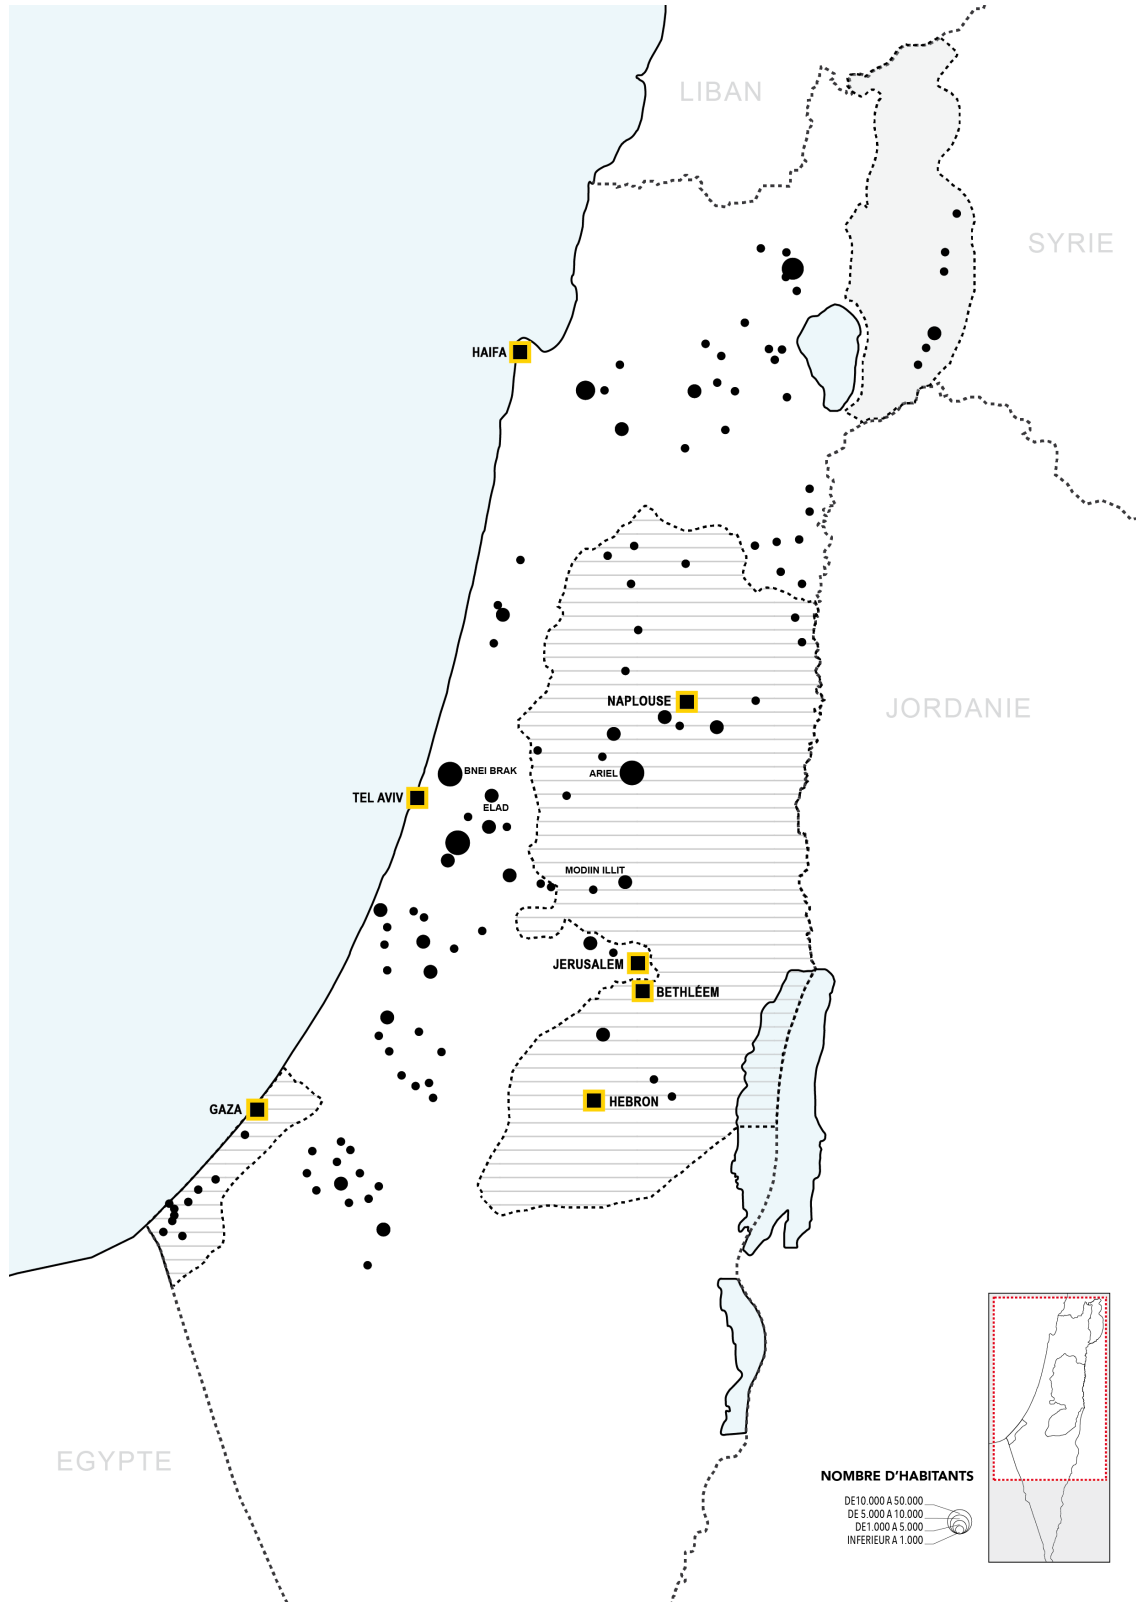 LIBAN
SYRIE
HAIFA
NAPLOUSE
JORDANIE
BNEI BRAK
ARIEL
TEL AVIV
ELAD
MODIIN ILLIT
JERUSALEM
BETHLÉEM
HEBRON
GAZA
EGYPTE
NOMBRE D'HABITANTS
DE10.000 A 50.000
DE 5.000 A 10.000
DE1.000 A 5.000
INFERIEUR A 1.000